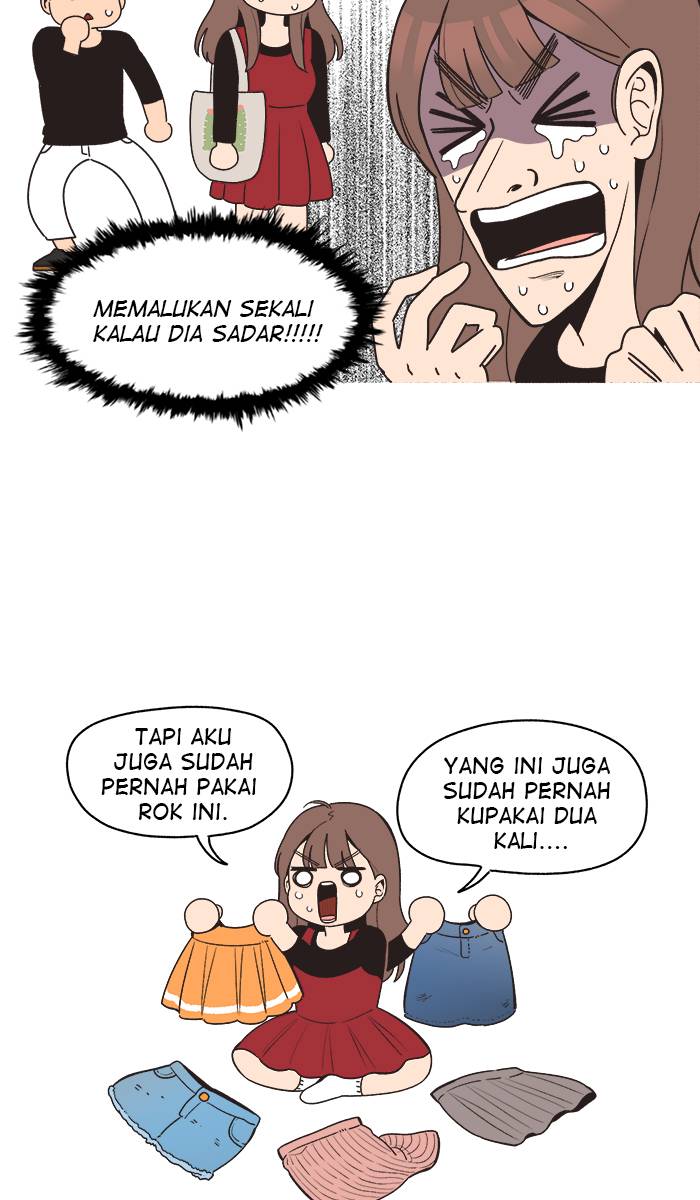 MEMALUKAN SEKALI
KALAU DIA SADAR!!!!!
TAPI AKU
JUGA SUDAH
PERNAH PAKAI
ROK INI.
YANG INI JUGA
SUDAH PERNAH
KUPAKAI DUA
KALI....